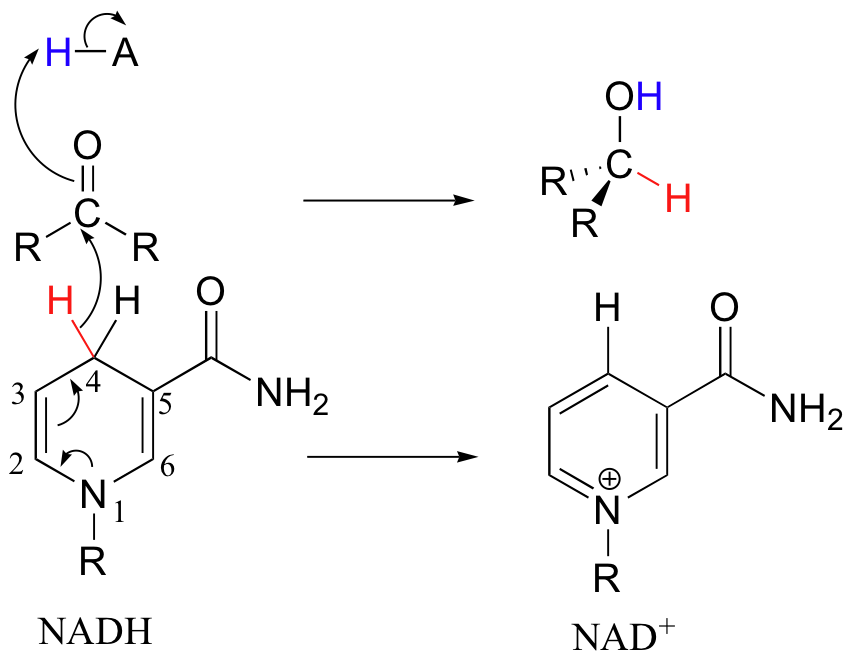 H A
O
C
R R
H H
O
NH2
3 4 5
2 6
N 1
R
NADH
OH
C
R H
R
H
O
NH2
⊕
N
R
NAD+